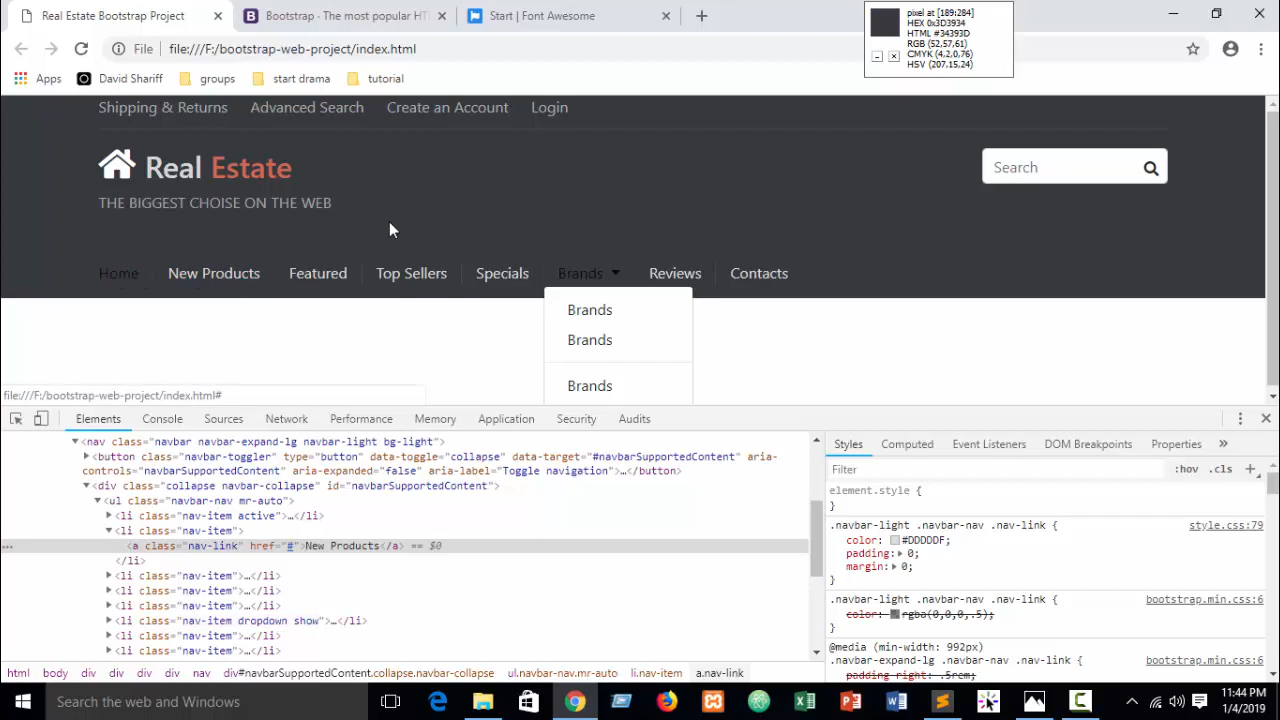 Real Estate Bootstrap Project
Bootstrap · The most popular HT
Start | Font Awesome
pixel at [189:284]
HEX 0x3D3934
HTML #34393D
RGB (52,57,61)
CMYK (4,2,0,76)
HSV (207,15,24)
File
file:///F:/bootstrap-web-project/index.html
Apps
David Shariff
groups
start drama
tutorial
Shipping & Returns
Advanced Search
Create an Account
Login
Real Estate
THE BIGGEST CHOISE ON THE WEB
Search
Home
New Products
Featured
Top Sellers
Specials
Brands
Reviews
Contacts
Brands
Brands
Brands
file:///F:/bootstrap-web-project/index.html#
Elements
Console
Sources
Network
Performance
Memory
Application
Security
Audits
<nav class="navbar navbar-expand-lg navbar-light bg-light">
<button class="navbar-toggler" type="button" data-toggle="collapse" data-target="#navbarSupportedContent" aria-
controls="navbarSupportedContent" aria-expanded="false" aria-label="Toggle navigation">…</button>
<div class="collapse navbar-collapse" id="navbarSupportedContent">
<ul class="navbar-nav mr-auto">
<li class="nav-item active">…</li>
<li class="nav-item">
<a class="nav-link" href="#">New Products</a> == $0
</li>
<li class="nav-item">…</li>
<li class="nav-item">…</li>
<li class="nav-item">…</li>
<li class="nav-item dropdown show">…</li>
<li class="nav-item">…</li>
<li class="nav-item">…</li>
html
body
div
div
div
nav
div#navbarSupportedContent.collapse.navbar-collapse
ul.navbar-nav.mr-auto
li.nav-item
a.nav-link
Styles
Computed
Event Listeners
DOM Breakpoints
Properties
Filter
:hov
.cls
element.style {
}
.navbar-light .navbar-nav .nav-link {
style.css:79
color: #DDDDDF;
padding: 0;
margin: 0;
}
.navbar-light .navbar-nav .nav-link {
bootstrap.min.css:6
color: rgba(0,0,0,.5);
}
@media (min-width: 992px)
.navbar-expand-lg .navbar-nav .nav-link {
bootstrap.min.css:6
padding-right: .5rem;
Search the web and Windows
11:44 PM
1/4/2019